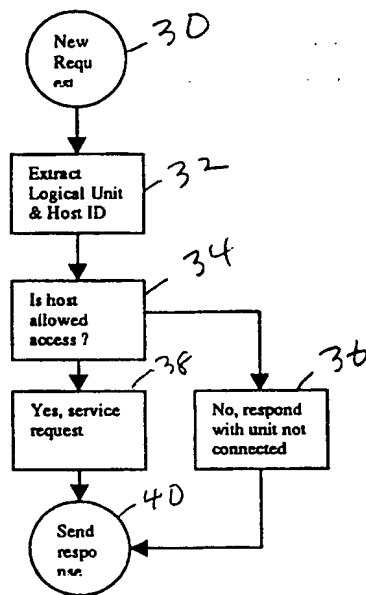 New
Requ
est
30
Extract
Logical Unit
& Host ID
32
Is host
allowed
access ?
34
Yes, service
request
38
No, respond
with unit not
connected
36
Send
respo
nse
40